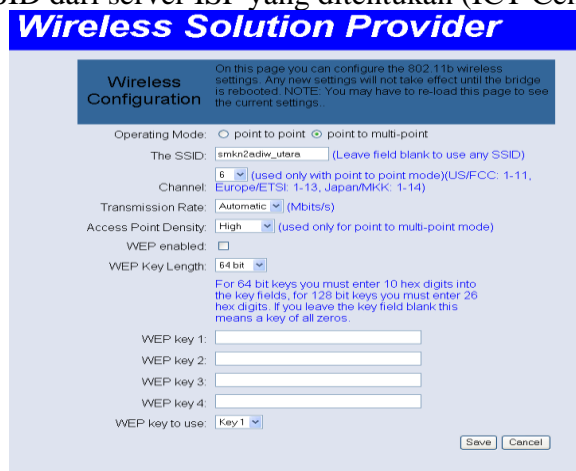 SSID dari server ISP yang ditentukan (ICT Cen
Wireless Solution Provider
Wireless Configuration
On this page you can configure the 802.11b wireless
settings. Any new settings will not take effect until the bridge
is rebooted. NOTE: You may have to re-load this page to see
the current settings..
Operating Mode: point to point point to multi-point
The SSID: smkn2adiw_utara (Leave field blank to use any SSID)
Channel: 6 (used only with point to point mode)(US/FCC: 1-11,
Europe/ETSI: 1-13, Japan/MKK: 1-14)
Transmission Rate: Automatic (Mbits/s)
Access Point Density: High (used only for point to multi-point mode)
WEP enabled:
WEP Key Length: 64 bit
For 64 bit keys you must enter 10 hex digits into
the key fields, for 128 bit keys you must enter 26
hex digits. If you leave the key field blank this
means a key of all zeros.
WEP key 1:
WEP key 2:
WEP key 3:
WEP key 4:
WEP key to use: Key 1
Save Cancel